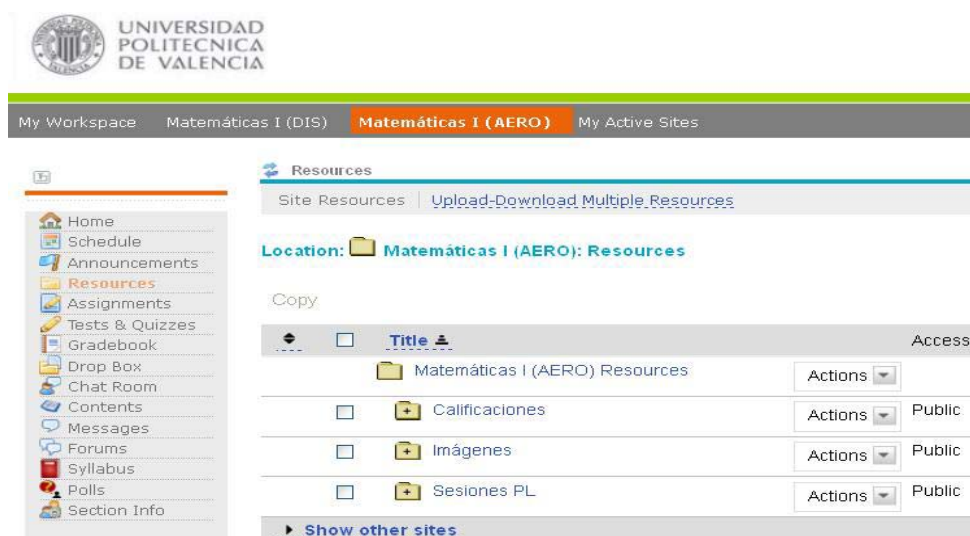 UNIVERSIDAD
POLITECNICA
DE VALENCIA
My Workspace Matemáticas I (DIS) Matemáticas I (AERO) My Active Sites
Home
Schedule
Announcements
Resources
Assignments
Tests & Quizzes
Gradebook
Drop Box
Chat Room
Contents
Messages
Forums
Syllabus
Polls
Section Info
Resources
Site Resources | Upload-Download Multiple Resources
Location: Matemáticas I (AERO): Resources
Copy
Title Access
Matemáticas I (AERO) Resources Actions
Calificaciones Actions Public
Imágenes Actions Public
Sesiones PL Actions Public
Show other sites